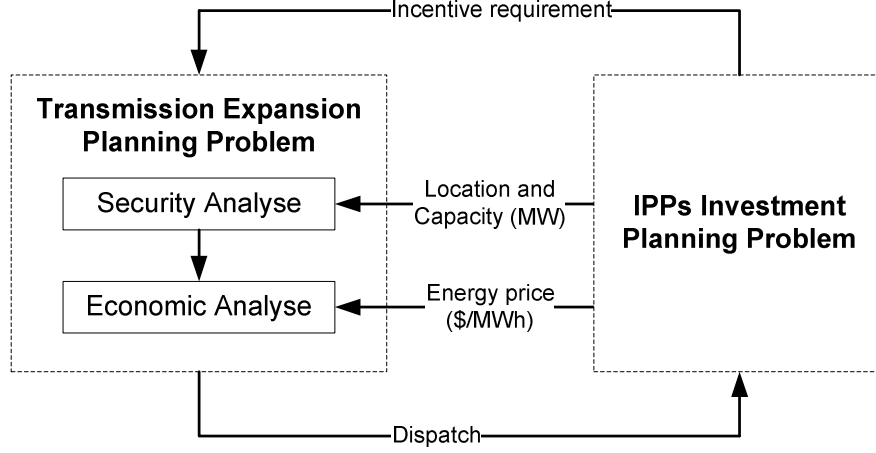 Incentive requirement
Transmission Expansion
Planning Problem
Security Analyse
Economic Analyse
Location and
Capacity (MW)
Energy price
($/MWh)
IPPs Investment
Planning Problem
Dispatch